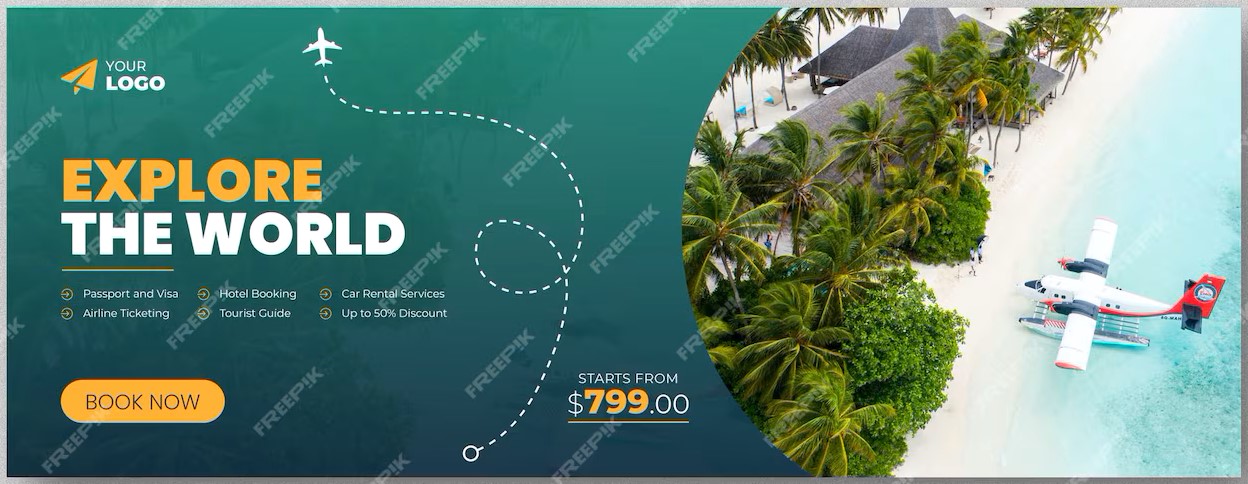 YOUR
LOGO
EXPLORE
THE WORLD
Passport and Visa
Hotel Booking
Car Rental Services
Airline Ticketing
Tourist Guide
Up to 50% Discount
BOOK NOW
STARTS FROM
$799.00
FREEPIK